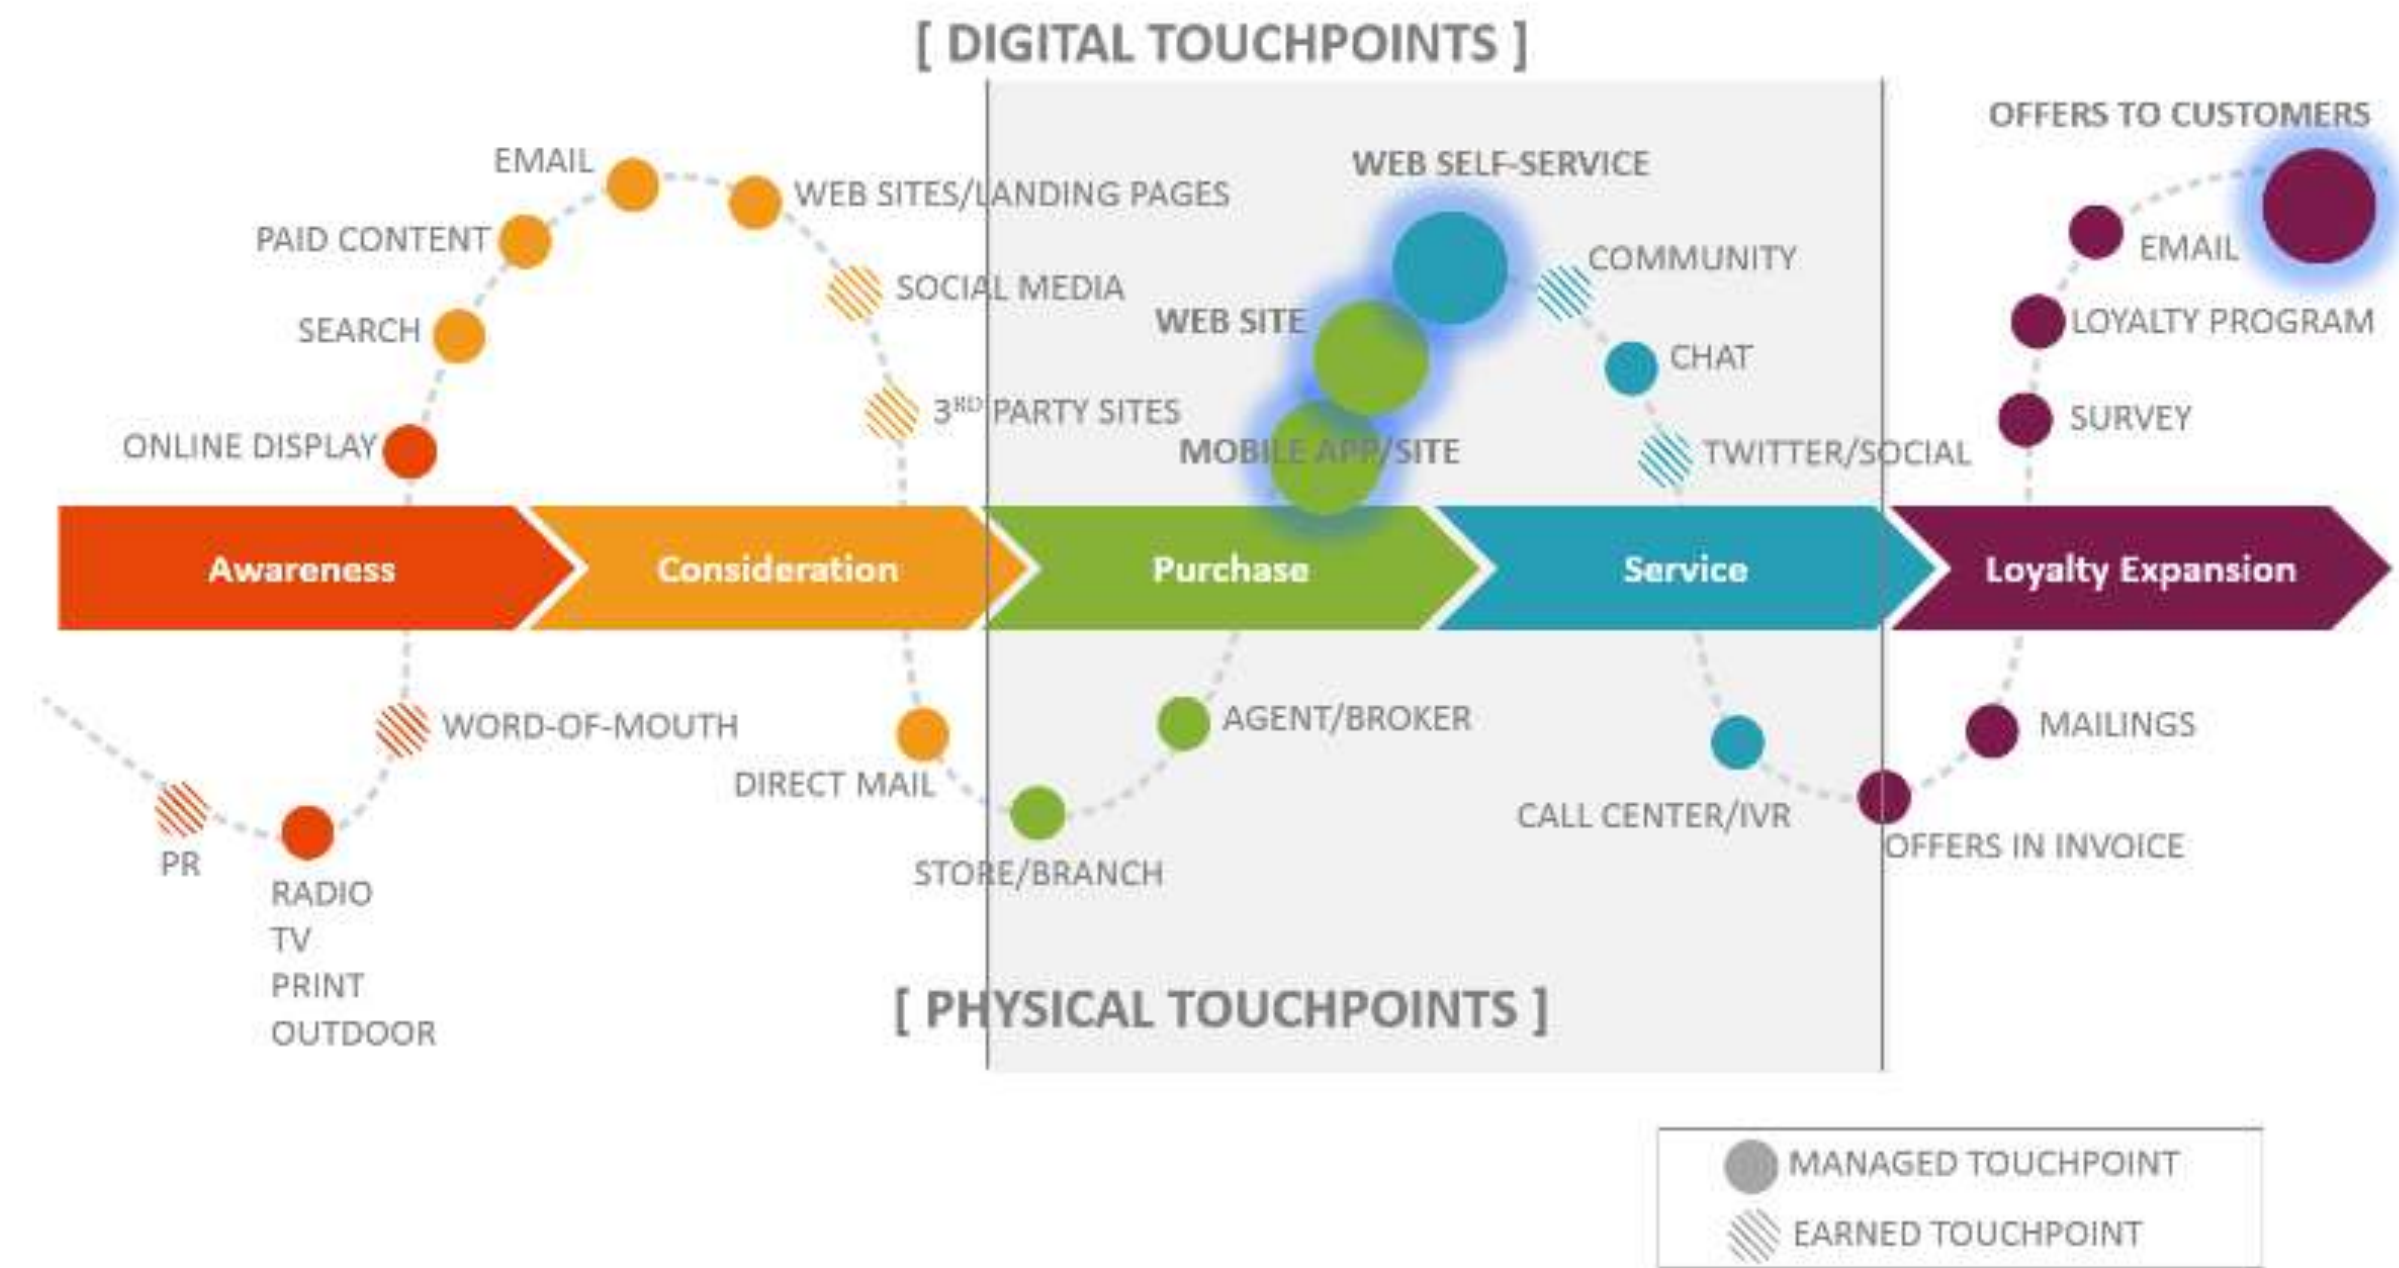 [ DIGITAL TOUCHPOINTS ]
OFFERS TO CUSTOMERS
EMAIL
WEB SITES/LANDING PAGES
WEB SELF-SERVICE
PAID CONTENT
COMMUNITY
EMAIL
SEARCH
SOCIAL MEDIA
WEB SITE
CHAT
LOYALTY PROGRAM
ONLINE DISPLAY
3RD PARTY SITES
MOBILE APP/SITE
TWITTER/SOCIAL
SURVEY
Awareness
Consideration
Purchase
Service
Loyalty Expansion
WORD-OF-MOUTH
DIRECT MAIL
AGENT/BROKER
MAILINGS
PR
STORE/BRANCH
CALL CENTER/IVR
OFFERS IN INVOICE
RADIO
TV
PRINT
OUTDOOR
[ PHYSICAL TOUCHPOINTS ]
MANAGED TOUCHPOINT
EARNED TOUCHPOINT